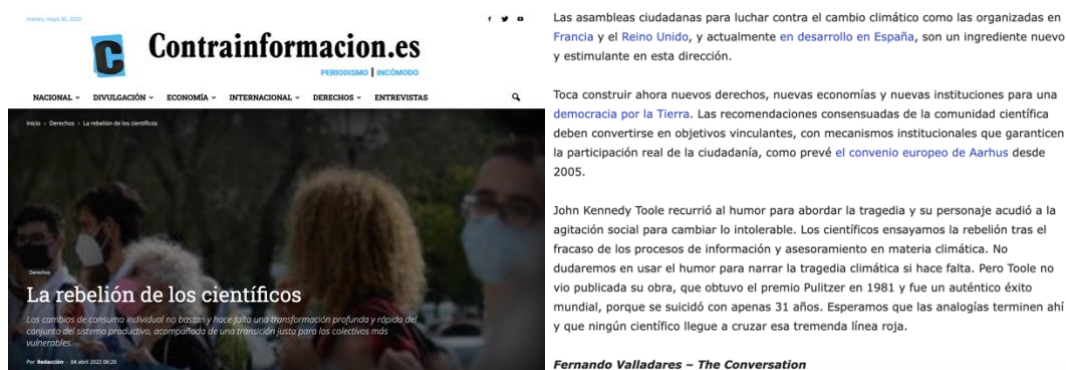 martes, mayo 30, 2023
Contrainformacion.es
PERIODISMO | INCÓMODO
NACIONAL DIVULGACIÓN ECONOMÍA INTERNACIONAL DERECHOS ENTREVISTAS
Inicio Derechos La rebelión de los científicos
Derechos
La rebelión de los científicos
Los cambios de consumo individual no bastan y hace falta una transformación profunda y rápida del
conjunto del sistema productivo, acompañada de una transición justa para los colectivos más
vulnerables.
Por Redacción - 04 abril 2022 06:20
Las asambleas ciudadanas para luchar contra el cambio climático como las organizadas en
Francia y el Reino Unido, y actualmente en desarrollo en España, son un ingrediente nuevo
y estimulante en esta dirección.
Toca construir ahora nuevos derechos, nuevas economías y nuevas instituciones para una
democracia por la Tierra. Las recomendaciones consensuadas de la comunidad científica
deben convertirse en objetivos vinculantes, con mecanismos institucionales que garanticen
la participación real de la ciudadanía, como prevé el convenio europeo de Aarhus desde
2005.
John Kennedy Toole recurrió al humor para abordar la tragedia y su personaje acudió a la
agitación social para cambiar lo intolerable. Los científicos ensayamos la rebelión tras el
fracaso de los procesos de información y asesoramiento en materia climática. No
dudaremos en usar el humor para narrar la tragedia climática si hace falta. Pero Toole no
vio publicada su obra, que obtuvo el premio Pulitzer en 1981 y fue un auténtico éxito
mundial, porque se suicidó con apenas 31 años. Esperamos que las analogías terminen ahí
y que ningún científico llegue a cruzar esa tremenda línea roja.
Fernando Valladares – The Conversation